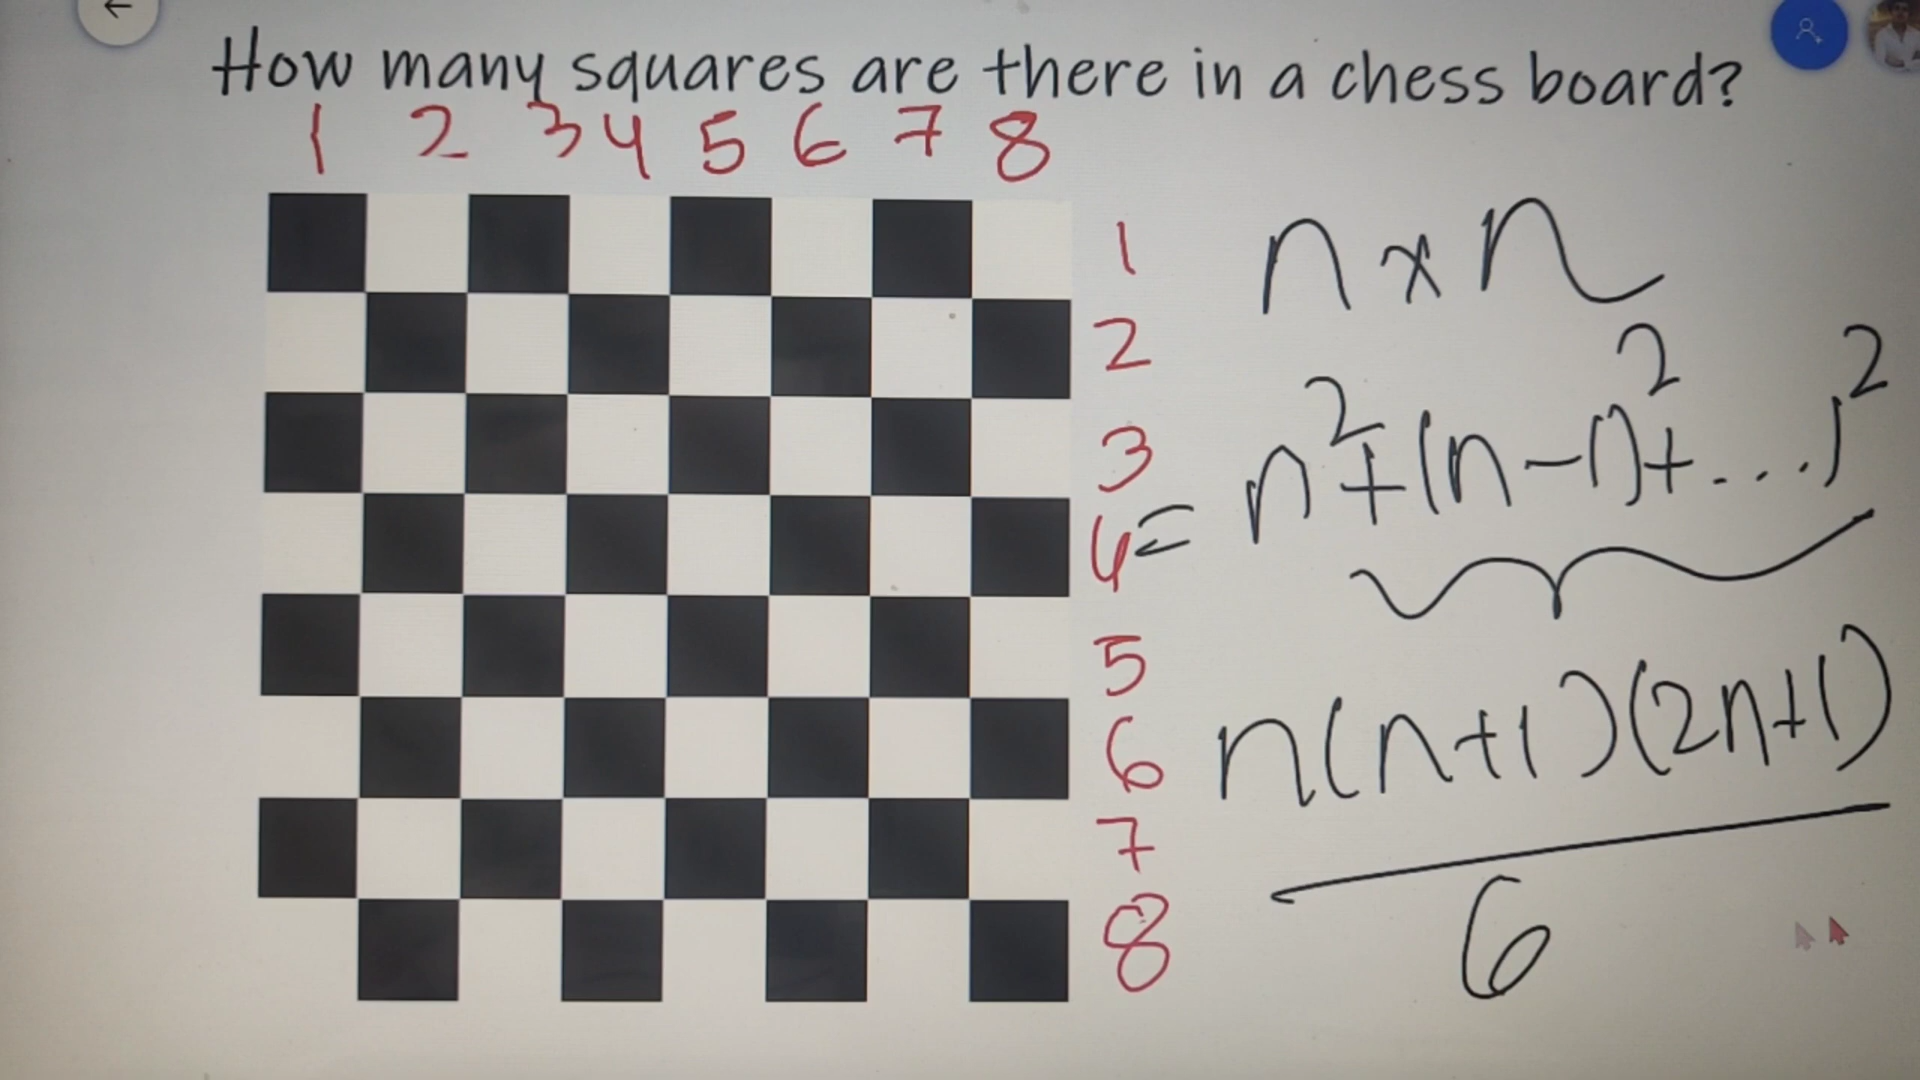 How many squares are there in a chess board?
1 2 3 4 5 6 7 8
1
2
3
4
5
6
7
8
n × n
= n² + (n-1)² + ... 1²
n(n+1)(2n+1)
6